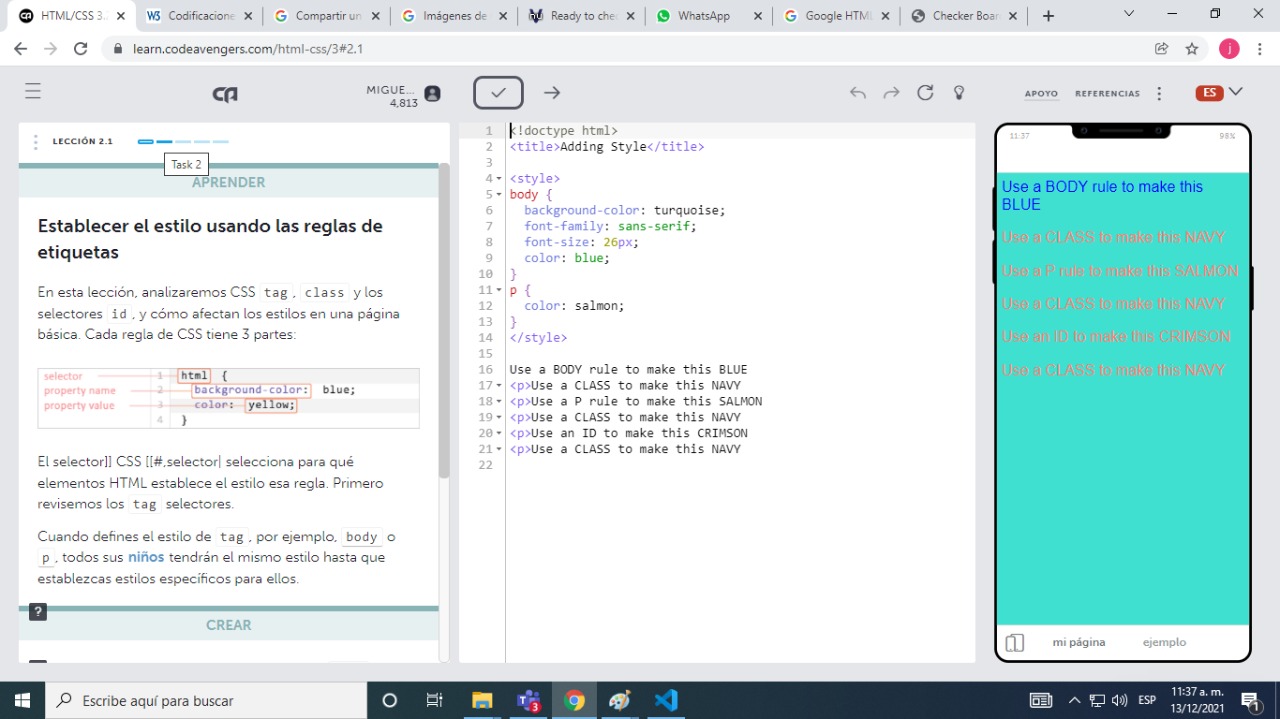 HTML/CSS 3.
Codificacione
Compartir un
Imágenes de
Ready to che
WhatsApp
Google HTML
Checker Boar
learn.codeavengers.com/html-css/3#2.1
j
MIGUE...
4,813
APOYO
REFERENCIAS
ES
LECCIÓN 2.1
Task 2
APRENDER
Establecer el estilo usando las reglas de
etiquetas
En esta lección, analizaremos CSS tag, class y los
selectores id, y cómo afectan los estilos en una página
básica. Cada regla de CSS tiene 3 partes:
selector 1 html {
property name 2 background-color: blue;
property value 3 color: yellow;
4 }
El selector]] CSS [[#,selector| selecciona para qué
elementos HTML establece el estilo esa regla. Primero
revisemos los tag selectores.
Cuando defines el estilo de tag, por ejemplo, body o
p, todos sus niños tendrán el mismo estilo hasta que
establezcas estilos específicos para ellos.
?
CREAR
1 <!doctype html>
2 <title>Adding Style</title>
3
4 <style>
5 body {
6 background-color: turquoise;
7 font-family: sans-serif;
8 font-size: 26px;
9 color: blue;
10 }
11 p {
12 color: salmon;
13 }
14 </style>
15
16 Use a BODY rule to make this BLUE
17 <p>Use a CLASS to make this NAVY
18 <p>Use a P rule to make this SALMON
19 <p>Use a CLASS to make this NAVY
20 <p>Use an ID to make this CRIMSON
21 <p>Use a CLASS to make this NAVY
22
11:37
98%
Use a BODY rule to make this
BLUE
Use a CLASS to make this NAVY
Use a P rule to make this SALMON
Use a CLASS to make this NAVY
Use an ID to make this CRIMSON
Use a CLASS to make this NAVY
mi página
ejemplo
Escribe aquí para buscar
3
ESP
11:37 a. m.
13/12/2021
1